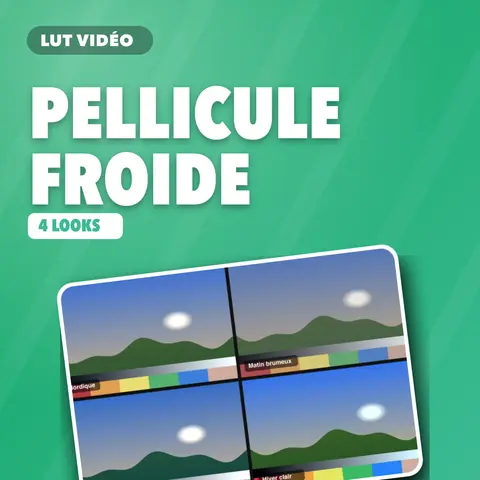 LUT VIDÉO
PELLICULE
FROIDE
4 LOOKS
Matin brumeux
Hiver clair